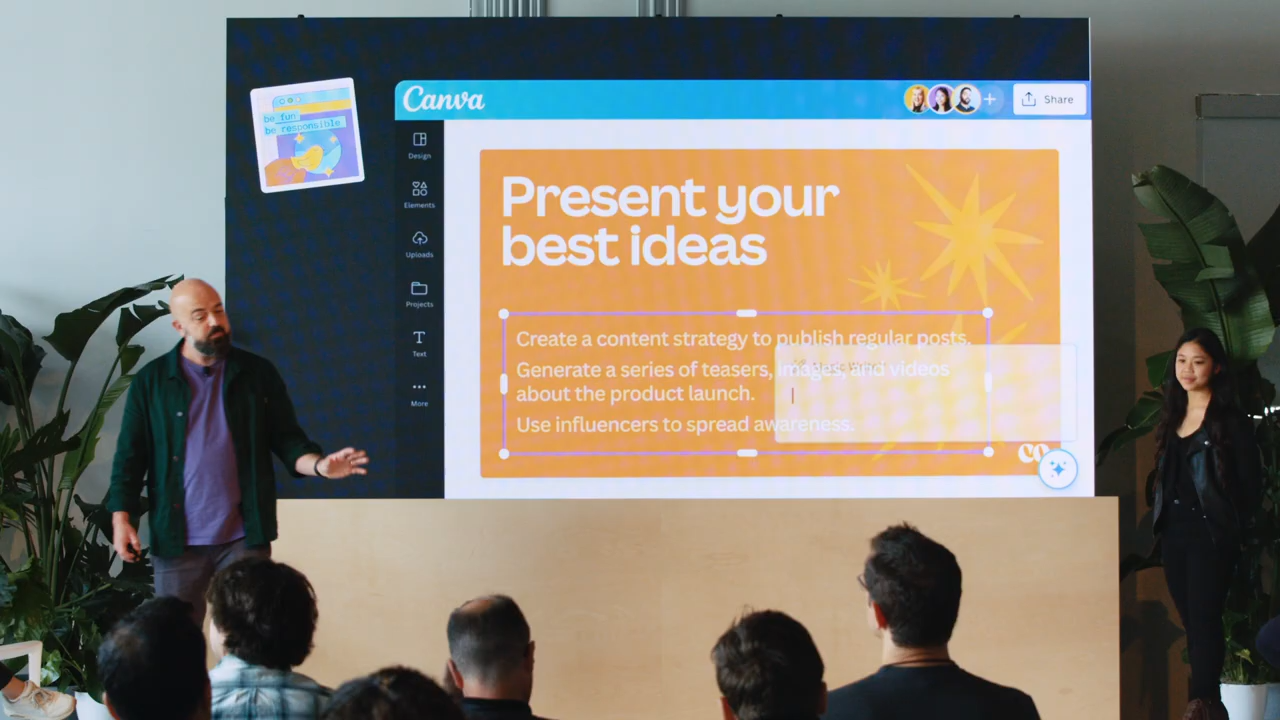 be fun
be responsible
Canva
Share
Design
Elements
Uploads
Projects
Text
More
Present your
best ideas
Create a content strategy to publish regular posts.
Generate a series of teasers, images, and videos
about the product launch.
Use influencers to spread awareness.